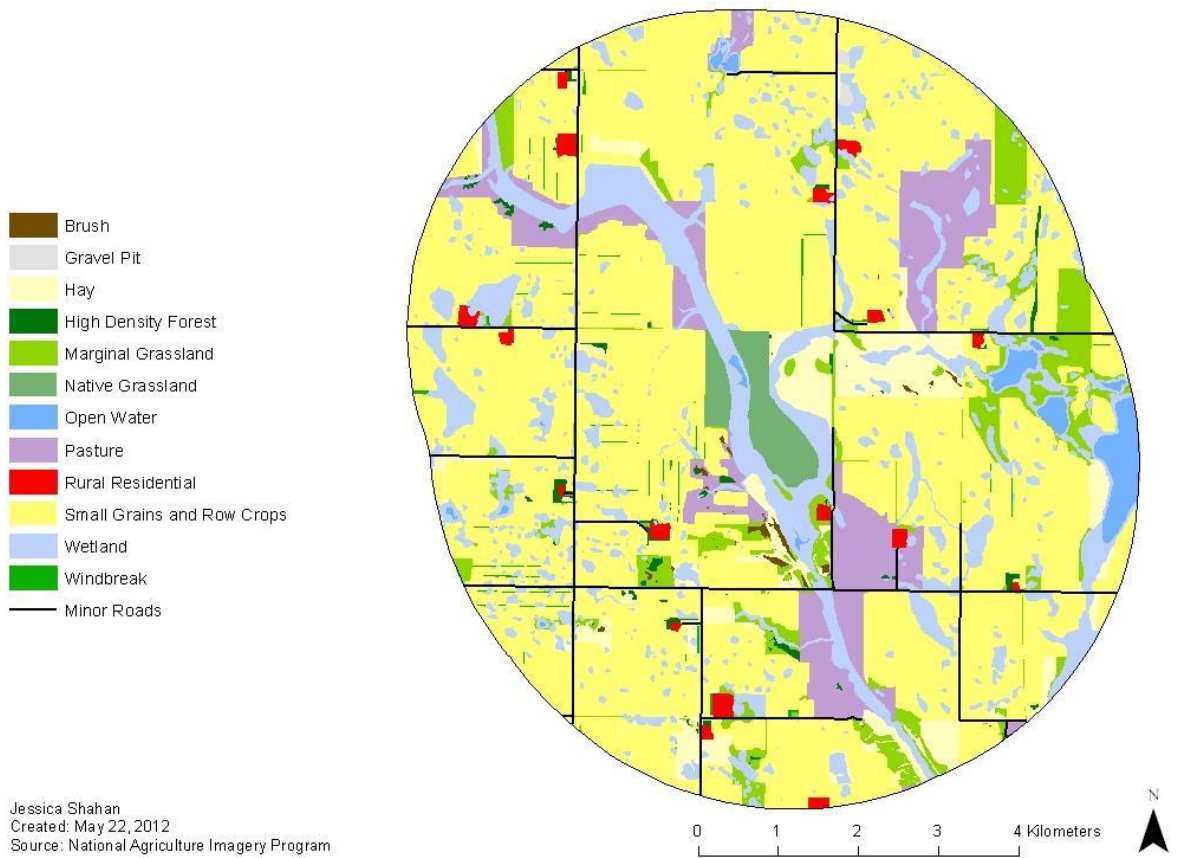 Brush
Gravel Pit
Hay
High Density Forest
Marginal Grassland
Native Grassland
Open Water
Pasture
Rural Residential
Small Grains and Row Crops
Wetland
Windbreak
Minor Roads
Jessica Shahan
Created: May 22, 2012
Source: National Agriculture Imagery Program
0 1 2 3 4 Kilometers
N